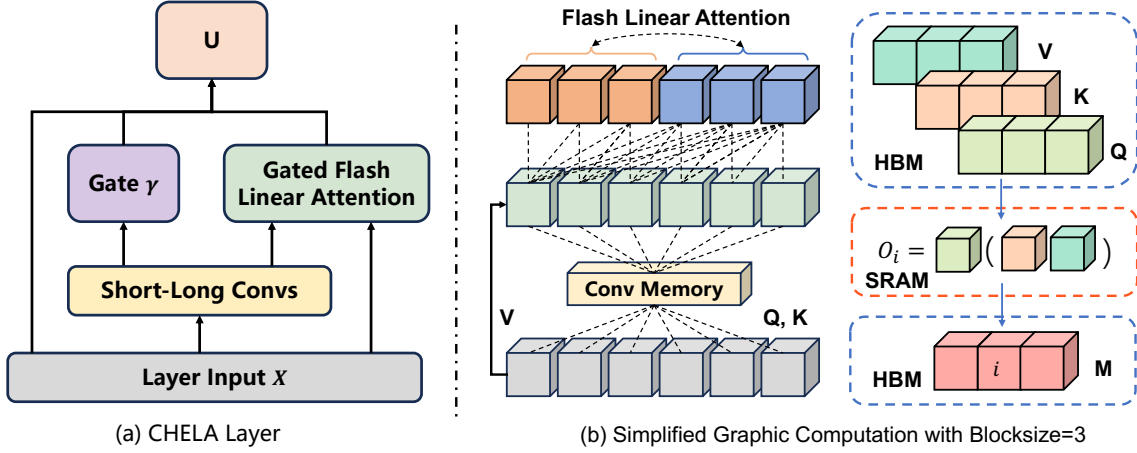 U
Gate γ
Gated Flash
Linear Attention
Short-Long Convs
Layer Input X
(a) CHELA Layer
Flash Linear Attention
Conv Memory
V
Q, K
V
K
Q
HBM
O_i = ( )
SRAM
i
M
HBM
(b) Simplified Graphic Computation with Blocksize=3